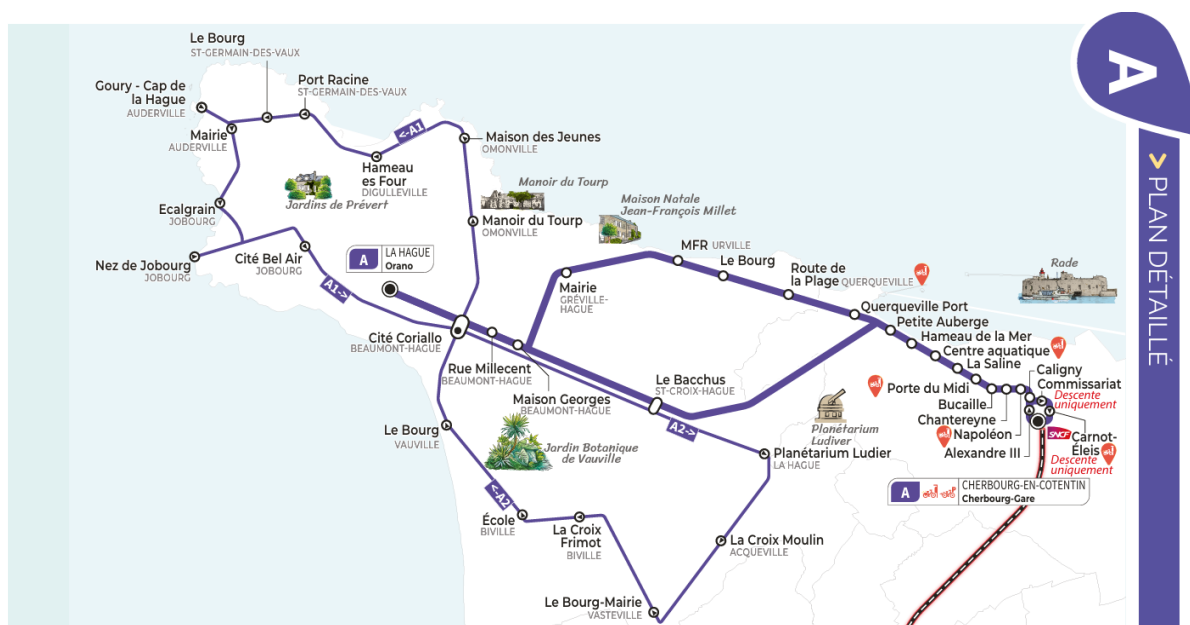 A
> PLAN DÉTAILLÉ
Le Bourg
ST-GERMAIN-DES-VAUX
Goury - Cap de
la Hague
AUDERVILLE
Port Racine
ST-GERMAIN-DES-VAUX
Mairie
AUDERVILLE
<-A1
Maison des Jeunes
OMONVILLE
Hameau
es Four
DIGULLEVILLE
Jardins de Prévert
Manoir du Tourp
Manoir du Tourp
OMONVILLE
Maison Natale
Jean-François Millet
Ecalgrain
JOBOURG
Nez de Jobourg
JOBOURG
Cité Bel Air
JOBOURG
A
LA HAGUE
Orano
A1->
MFR URVILLE
Le Bourg
Route de
la Plage QUERQUEVILLE
Rade
Mairie
GRÉVILLE-
HAGUE
Querqueville Port
Petite Auberge
Hameau de la Mer
Centre aquatique
La Saline
Cité Coriallo
BEAUMONT-HAGUE
Rue Millecent
BEAUMONT-HAGUE
Maison Georges
BEAUMONT-HAGUE
Le Bacchus
ST-CROIX-HAGUE
Caligny
Commissariat
Descente
uniquement
Porte du Midi
Bucaille
Chantereyne
Napoléon
Alexandre III
SNCF
Carnot-
Éleis
Descente
uniquement
A
CHERBOURG-EN-COTENTIN
Cherbourg-Gare
Planétarium
Ludiver
A2->
Planétarium Ludier
LA HAGUE
Le Bourg
VAUVILLE
Jardin Botanique
de Vauville
<-A2
École
BIVILLE
La Croix
Frimot
BIVILLE
La Croix Moulin
ACQUEVILLE
Le Bourg-Mairie
VASTEVILLE